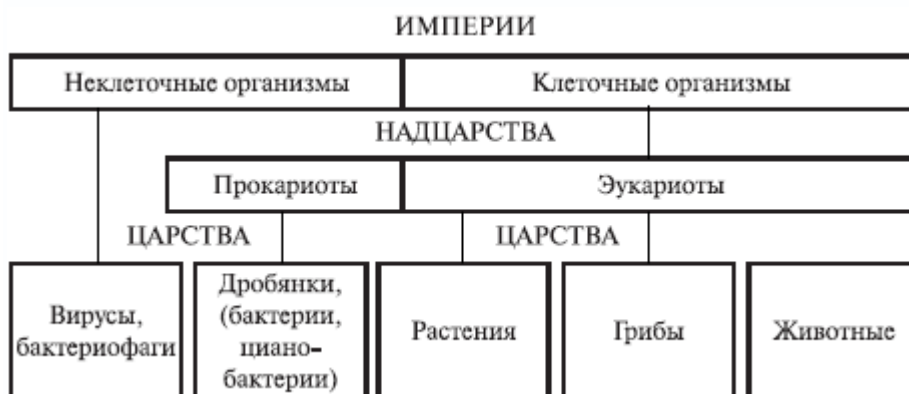 ИМПЕРИИ
Неклеточные организмы
Клеточные организмы
НАДЦАРСТВА
Прокариоты
Эукариоты
ЦАРСТВА
ЦАРСТВА
Вирусы,
бактериофаги
Дробянки,
(бактерии,
циано-
бактерии)
Растения
Грибы
Животные